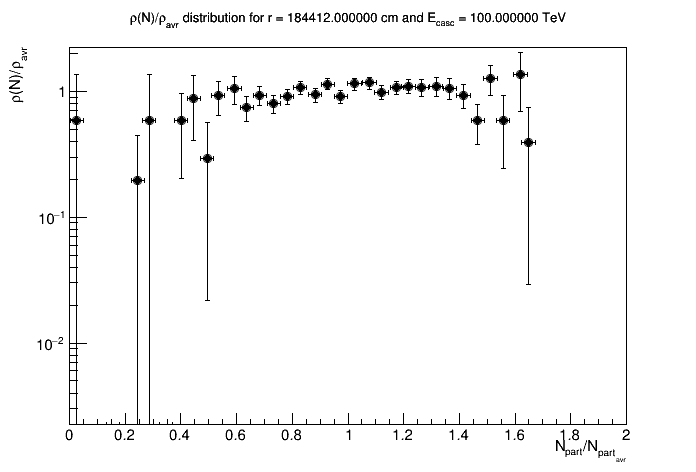 ρ(N)/ρavr distribution for r = 184412.000000 cm and Ecasc = 100.000000 TeV
ρ(N)/ρavr
1
10−1
10−2
0 0.2 0.4 0.6 0.8 1 1.2 1.4 1.6 1.8 2
Npart/Npartavr